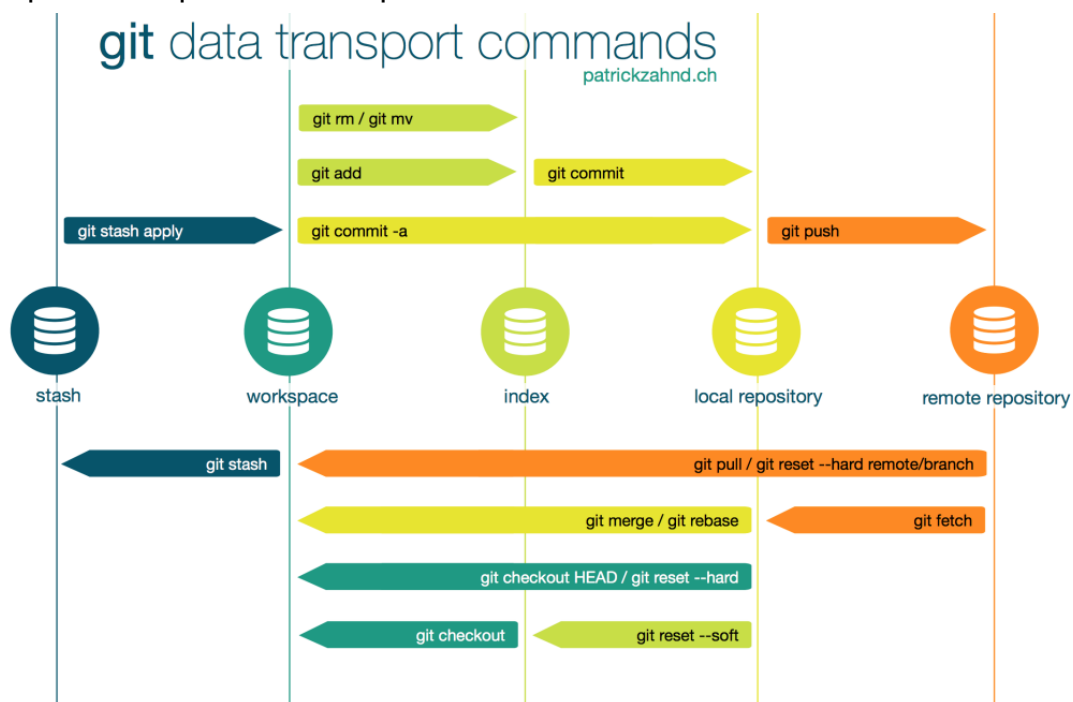 git data transport commands
patrickzahnd.ch
git rm / git mv
git add
git commit
git stash apply
git commit -a
git push
stash
workspace
index
local repository
remote repository
git stash
git pull / git reset --hard remote/branch
git merge / git rebase
git fetch
git checkout HEAD / git reset --hard
git checkout
git reset --soft